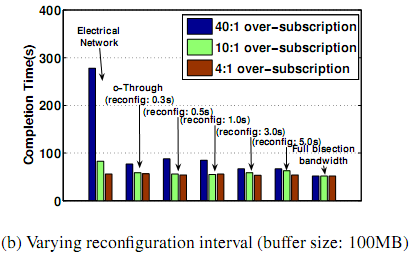 400
300
200
100
0
Completion Time(s)
40:1 over−subscription
10:1 over−subscription
4:1 over−subscription
Electrical
Network
c−Through
(reconfig: 0.3s)
(reconfig: 0.5s)
(reconfig: 1.0s)
(reconfig: 3.0s)
(reconfig: 5.0s)
Full bisection
bandwidth
(b) Varying reconfiguration interval (buffer size: 100MB)